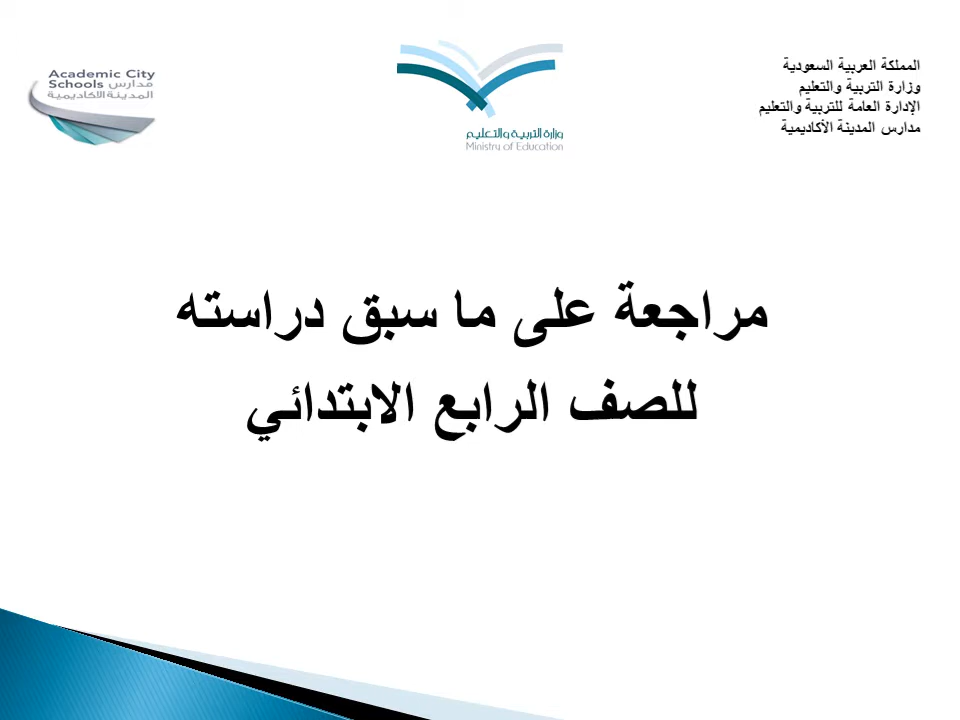 المملكة العربية السعودية
وزارة التربية والتعليم
الإدارة العامة للتربية والتعليم
مدارس المدينة الأكاديمية
وزارة التربية والتعليم
Ministry of Education
Academic City
Schools مدارس
المدينة الأكاديمية
مراجعة على ما سبق دراسته
للصف الرابع الابتدائي